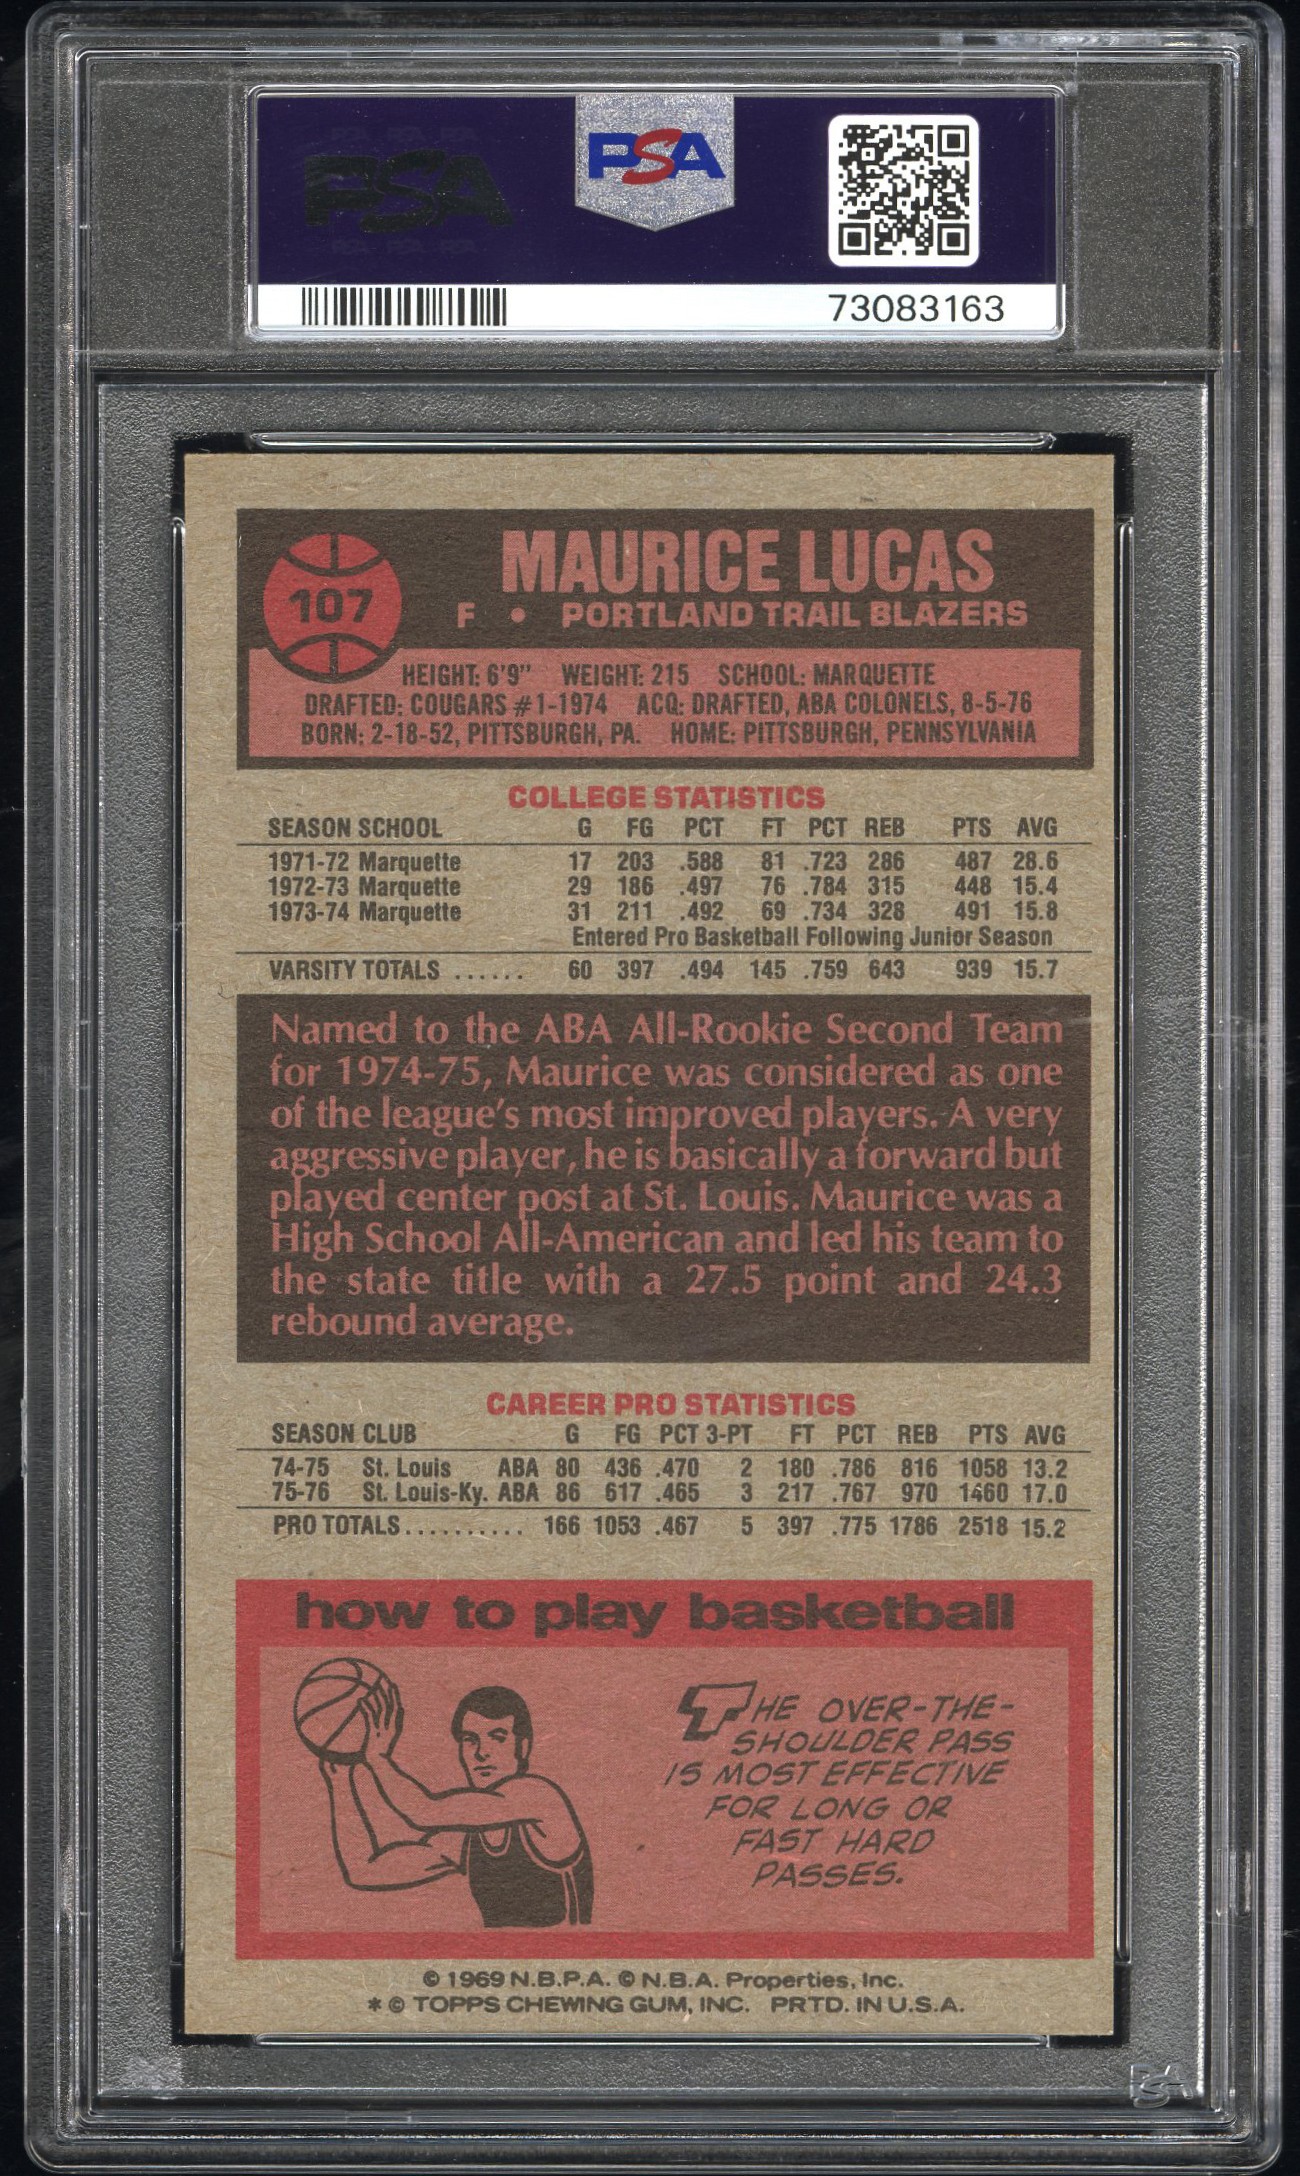 PSA
PSA
73083163
107
MAURICE LUCAS
F • PORTLAND TRAIL BLAZERS
HEIGHT: 6'9" WEIGHT: 215 SCHOOL: MARQUETTE
DRAFTED: COUGARS #1-1974 ACQ: DRAFTED, ABA COLONELS, 8-5-76
BORN: 2-18-52, PITTSBURGH, PA. HOME: PITTSBURGH, PENNSYLVANIA
COLLEGE STATISTICS
SEASON SCHOOL G FG PCT FT PCT REB PTS AVG
1971-72 Marquette 17 203 .588 81 .723 286 487 28.6
1972-73 Marquette 29 186 .497 76 .784 315 448 15.4
1973-74 Marquette 31 211 .492 69 .734 328 491 15.8
Entered Pro Basketball Following Junior Season
VARSITY TOTALS ...... 60 397 .494 145 .759 643 939 15.7
Named to the ABA All-Rookie Second Team
for 1974-75, Maurice was considered as one
of the league's most improved players. A very
aggressive player, he is basically a forward but
played center post at St. Louis. Maurice was a
High School All-American and led his team to
the state title with a 27.5 point and 24.3
rebound average.
CAREER PRO STATISTICS
SEASON CLUB G FG PCT 3-PT FT PCT REB PTS AVG
74-75 St. Louis ABA 80 436 .470 2 180 .786 816 1058 13.2
75-76 St. Louis-Ky. ABA 86 617 .465 3 217 .767 970 1460 17.0
PRO TOTALS.......... 166 1053 .467 5 397 .775 1786 2518 15.2
how to play basketball
THE OVER-THE-
SHOULDER PASS
IS MOST EFFECTIVE
FOR LONG OR
FAST HARD
PASSES.
© 1969 N.B.P.A. © N.B.A. Properties, Inc.
* © TOPPS CHEWING GUM, INC. PRTD. IN U.S.A.
PSA